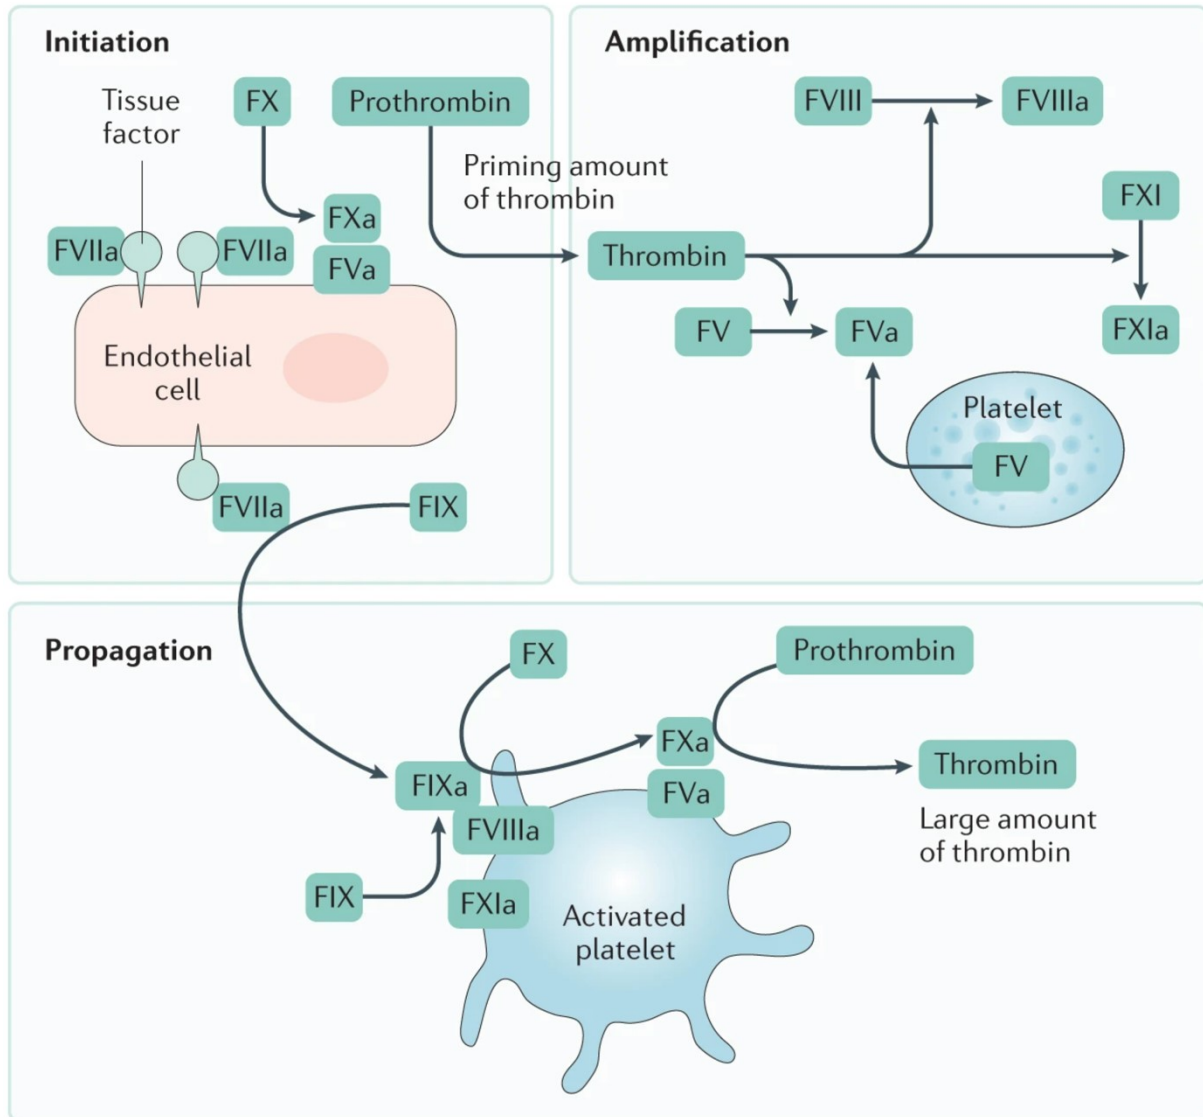 Initiation
Tissue
factor
FX
Prothrombin
Priming amount
of thrombin
FXa
FVIIa
FVIIa
FVa
Endothelial
cell
FVIIa
FIX
Amplification
FVIII
FVIIIa
FXI
Thrombin
FV
FVa
FXIa
Platelet
FV
Propagation
FX
Prothrombin
FXa
Thrombin
FIXa
FVa
Large amount
of thrombin
FVIIIa
FIX
FXIa
Activated
platelet